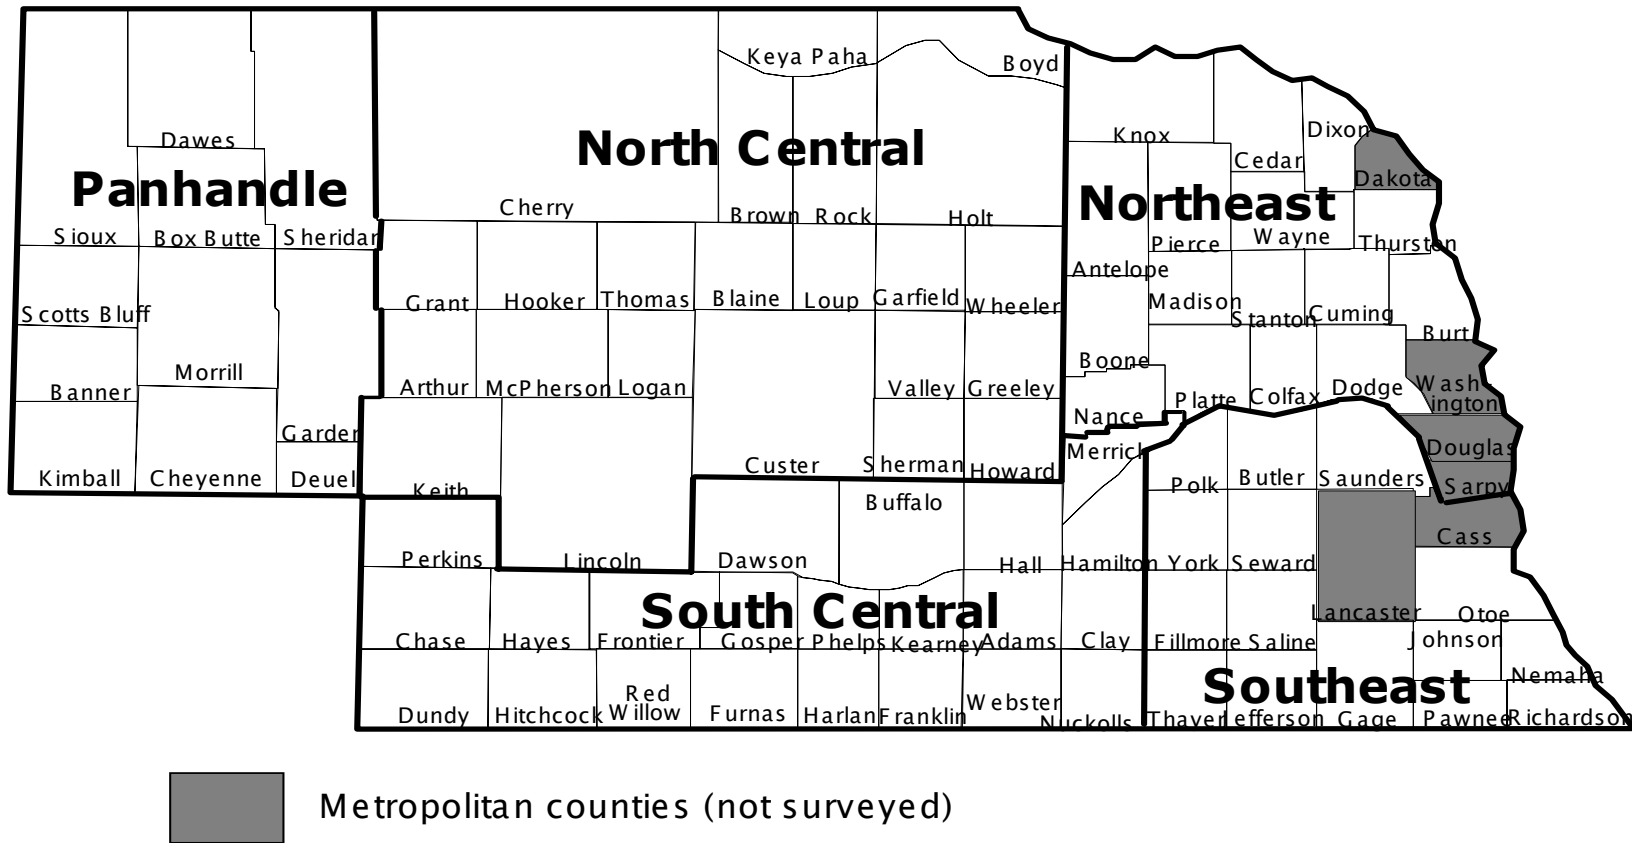 Keya Paha
Boyd
Knox
Dixon
Dawes
North Central
Cedar
Dakota
Panhandle
Northeast
Cherry
Brown
Rock
Holt
Sioux
Box Butte
Sheridan
Pierce
Wayne
Thurston
Antelope
Grant
Hooker
Thomas
Blaine
Loup
Garfield
Wheeler
Madison
Stanton
Cuming
Scotts Bluff
Burt
Morrill
Boone
Banner
Arthur
McPherson
Logan
Valley
Greeley
Platte
Colfax
Dodge
Wash-
ington
Nance
Garden
Merrick
Douglas
Kimball
Cheyenne
Deuel
Keith
Custer
Sherman
Howard
Polk
Butler
Saunders
Sarpy
Buffalo
Cass
Perkins
Lincoln
Dawson
Hall
Hamilton
York
Seward
South Central
Lancaster
Otoe
Chase
Hayes
Frontier
Gosper
Phelps
Kearney
Adams
Clay
Fillmore
Saline
Johnson
Southeast
Nemaha
Dundy
Hitchcock
Red
Willow
Furnas
Harlan
Franklin
Webster
Nuckolls
Thayer
Jefferson
Gage
Pawnee
Richardson
Metropolitan counties (not surveyed)